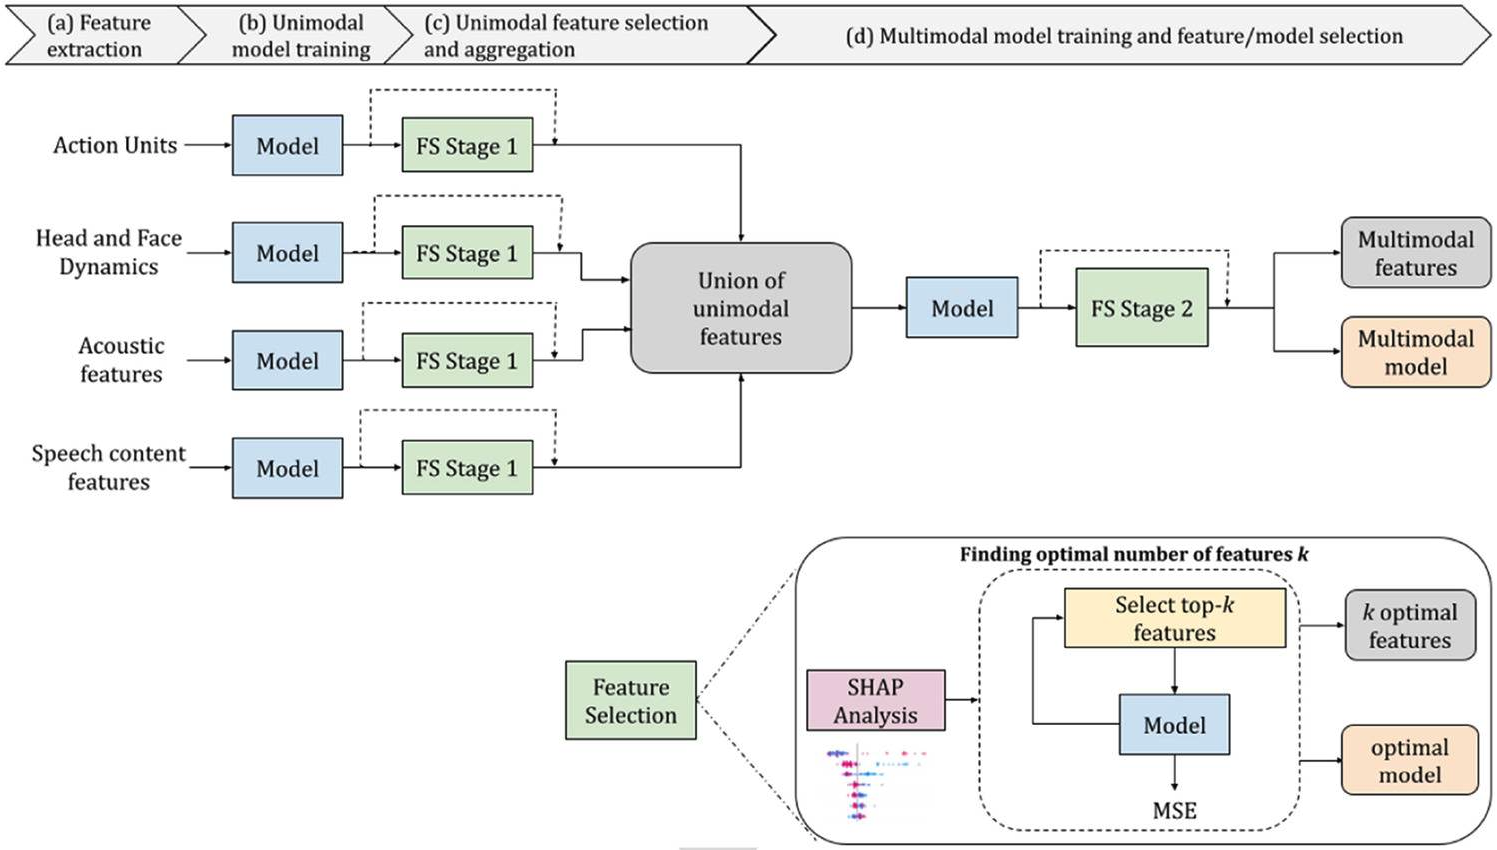 (a) Feature
extraction
(b) Unimodal
model training
(c) Unimodal feature selection
and aggregation
(d) Multimodal model training and feature/model selection
Action Units
Model
FS Stage 1
Head and Face
Dynamics
Model
FS Stage 1
Acoustic
features
Model
FS Stage 1
Speech content
features
Model
FS Stage 1
Union of
unimodal
features
Model
FS Stage 2
Multimodal
features
Multimodal
model
Feature
Selection
Finding optimal number of features k
SHAP
Analysis
Select top-k
features
Model
MSE
k optimal
features
optimal
model